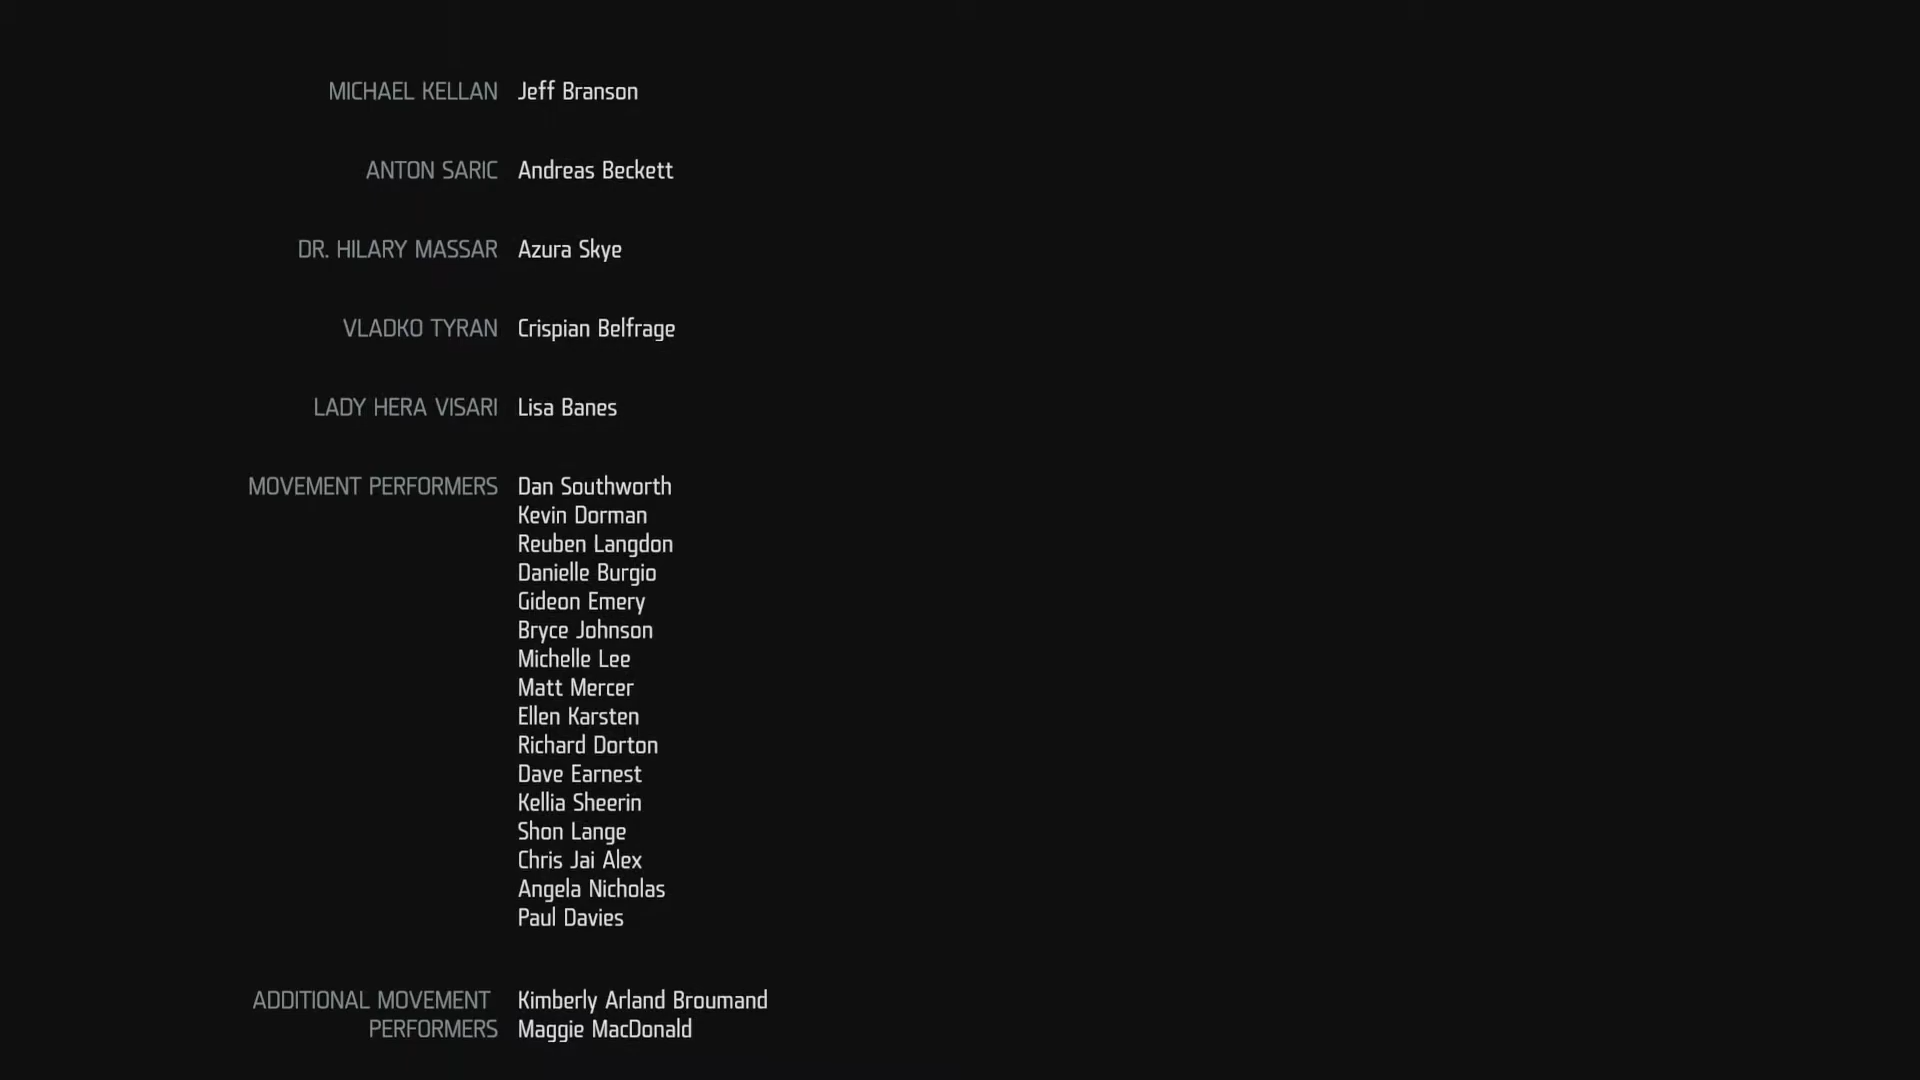 MICHAEL KELLAN Jeff Branson
ANTON SARIC Andreas Beckett
DR. HILARY MASSAR Azura Skye
VLADKO TYRAN Crispian Belfrage
LADY HERA VISARI Lisa Banes
MOVEMENT PERFORMERS Dan Southworth
Kevin Dorman
Reuben Langdon
Danielle Burgio
Gideon Emery
Bryce Johnson
Michelle Lee
Matt Mercer
Ellen Karsten
Richard Dorton
Dave Earnest
Kellia Sheerin
Shon Lange
Chris Jai Alex
Angela Nicholas
Paul Davies
ADDITIONAL MOVEMENT Kimberly Arland Broumand
PERFORMERS Maggie MacDonald